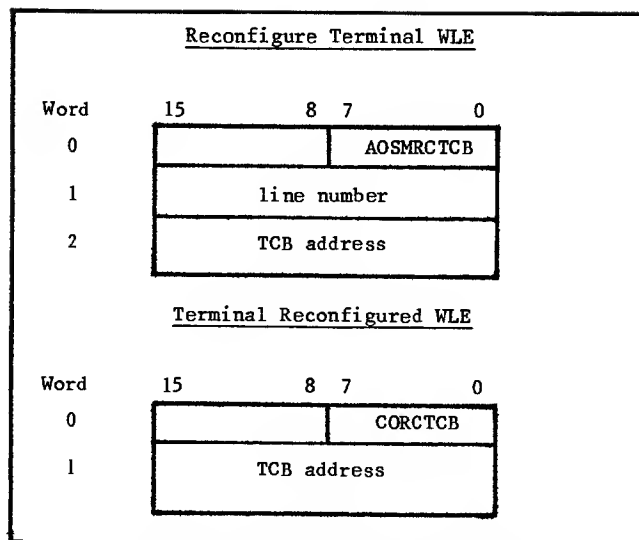 Reconfigure Terminal WLE
Word 15 8 7 0
0 AOSMRCTCB
1 line number
2 TCB address
Terminal Reconfigured WLE
Word 15 8 7 0
0 CORCTCB
1 TCB address